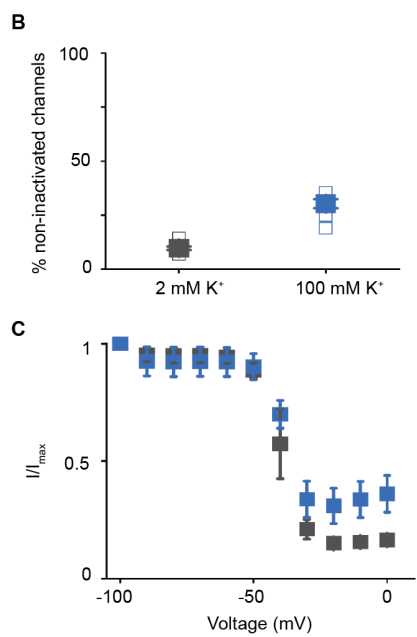 B
% non-inactivated channels
100
50
0
2 mM K⁺
100 mM K⁺
C
I/Imax
1
0.5
0
-100
-50
0
Voltage (mV)